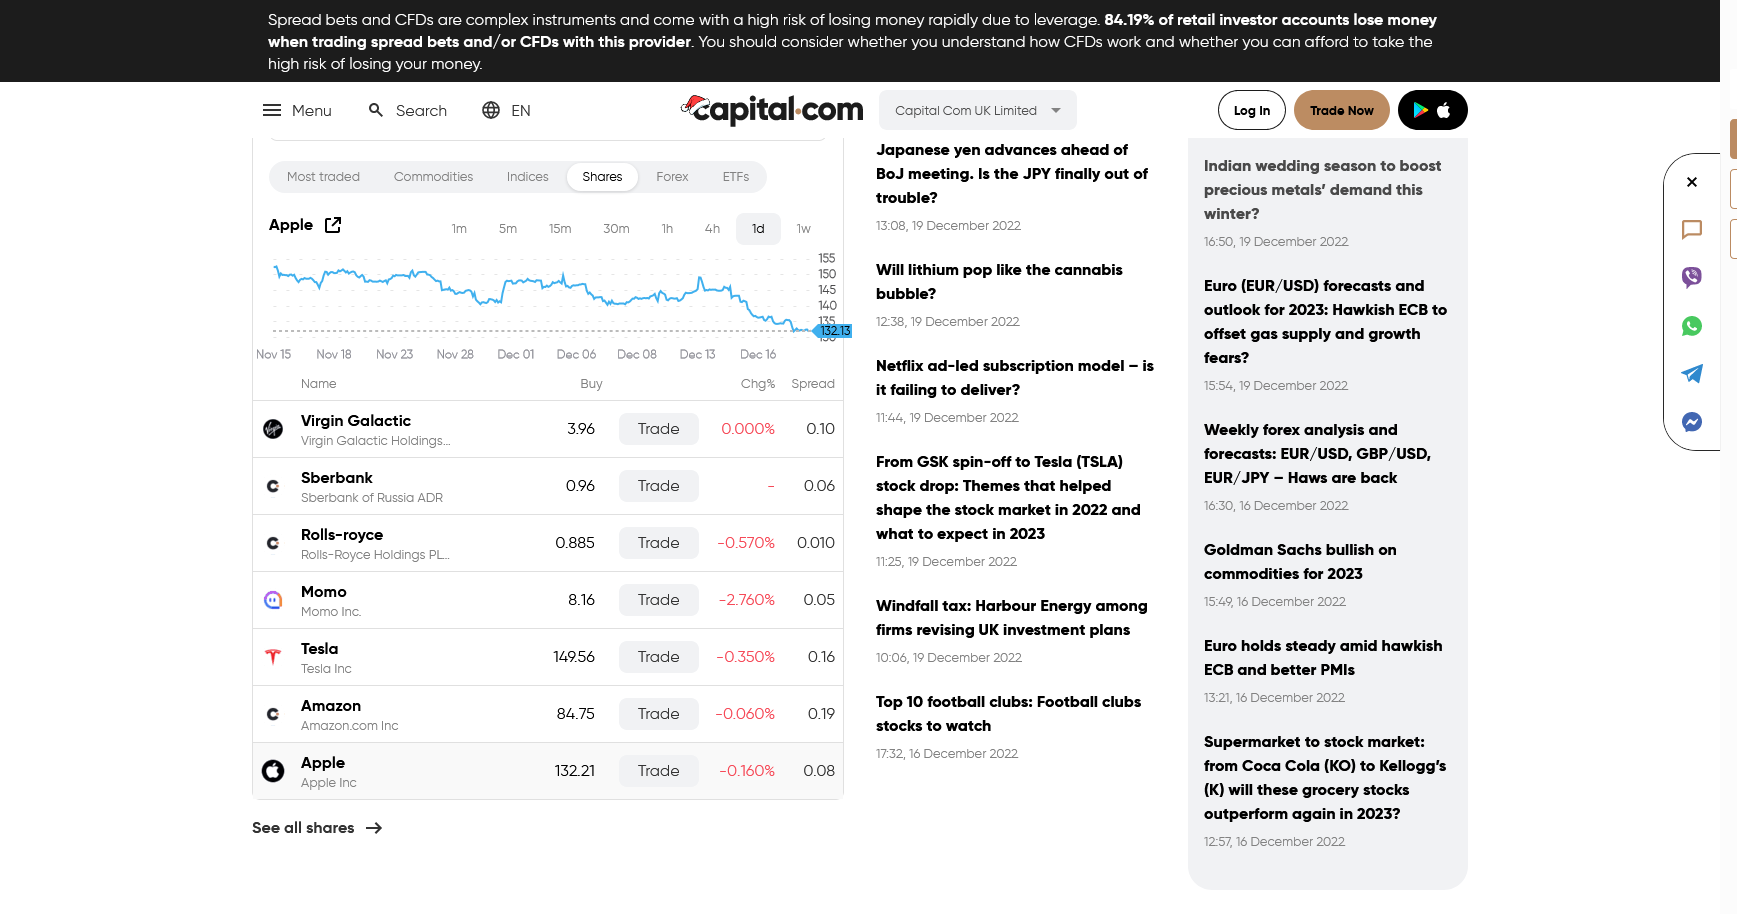 Spread bets and CFDs are complex instruments and come with a high risk of losing money rapidly due to leverage. 84.19% of retail investor accounts lose money
when trading spread bets and/or CFDs with this provider. You should consider whether you understand how CFDs work and whether you can afford to take the
high risk of losing your money.
Menu
Search
EN
capital.com
Capital Com UK Limited
Log In
Trade Now
Most traded
Commodities
Indices
Shares
Forex
ETFs
Apple
1m
5m
15m
30m
1h
4h
1d
1w
155
150
145
140
135
132.13
130
Nov 15
Nov 18
Nov 23
Nov 28
Dec 01
Dec 06
Dec 08
Dec 13
Dec 16
Name Buy Chg% Spread
Virgin Galactic
Virgin Galactic Holdings...
3.96 Trade 0.000% 0.10
Sberbank
Sberbank of Russia ADR
0.96 Trade - 0.06
Rolls-royce
Rolls-Royce Holdings PL...
0.885 Trade -0.570% 0.010
Momo
Momo Inc.
8.16 Trade -2.760% 0.05
Tesla
Tesla Inc
149.56 Trade -0.350% 0.16
Amazon
Amazon.com Inc
84.75 Trade -0.060% 0.19
Apple
Apple Inc
132.21 Trade -0.160% 0.08
See all shares
Japanese yen advances ahead of
BoJ meeting. Is the JPY finally out of
trouble?
13:08, 19 December 2022
Will lithium pop like the cannabis
bubble?
12:38, 19 December 2022
Netflix ad-led subscription model – is
it failing to deliver?
11:44, 19 December 2022
From GSK spin-off to Tesla (TSLA)
stock drop: Themes that helped
shape the stock market in 2022 and
what to expect in 2023
11:25, 19 December 2022
Windfall tax: Harbour Energy among
firms revising UK investment plans
10:06, 19 December 2022
Top 10 football clubs: Football clubs
stocks to watch
17:32, 16 December 2022
Indian wedding season to boost
precious metals’ demand this
winter?
16:50, 19 December 2022
Euro (EUR/USD) forecasts and
outlook for 2023: Hawkish ECB to
offset gas supply and growth
fears?
15:54, 19 December 2022
Weekly forex analysis and
forecasts: EUR/USD, GBP/USD,
EUR/JPY – Haws are back
16:30, 16 December 2022
Goldman Sachs bullish on
commodities for 2023
15:49, 16 December 2022
Euro holds steady amid hawkish
ECB and better PMIs
13:21, 16 December 2022
Supermarket to stock market:
from Coca Cola (KO) to Kellogg’s
(K) will these grocery stocks
outperform again in 2023?
12:57, 16 December 2022